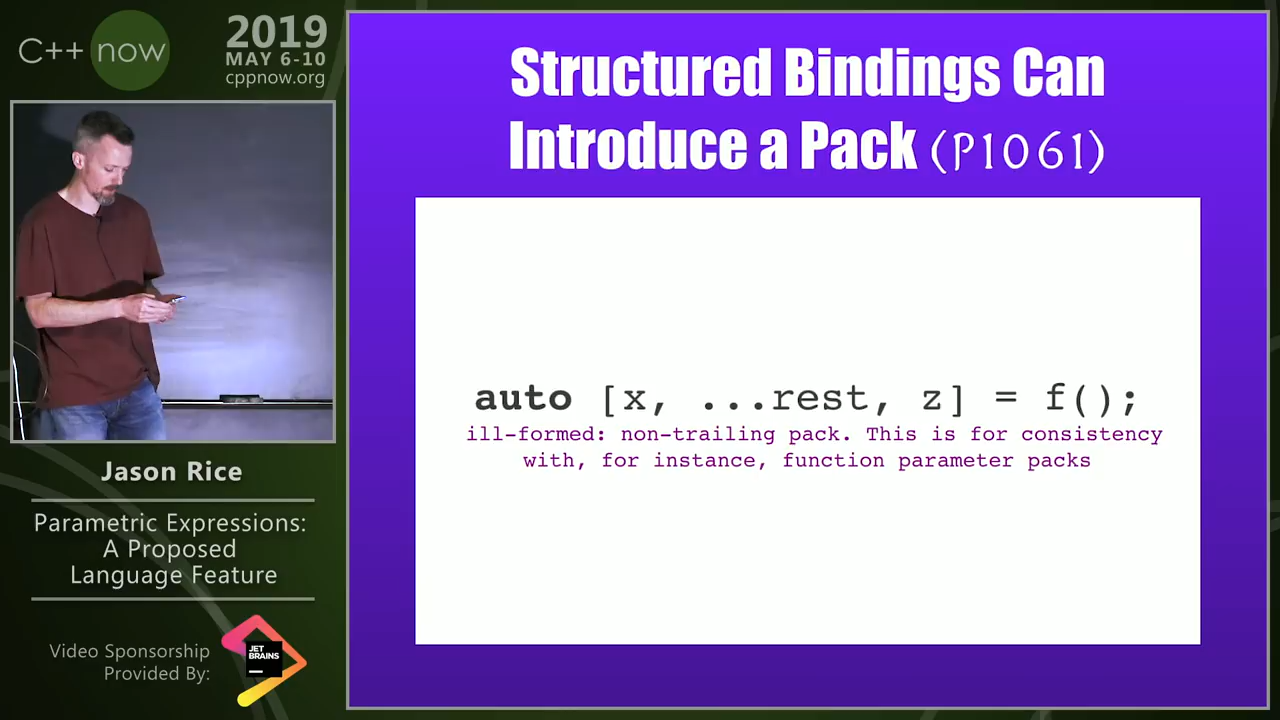 C++ now
2019
MAY 6-10
cppnow.org
Structured Bindings Can
Introduce a Pack (P1061)
auto [x, ...rest, z] = f();
ill-formed: non-trailing pack. This is for consistency
with, for instance, function parameter packs
Jason Rice
Parametric Expressions:
A Proposed
Language Feature
Video Sponsorship
Provided By:
JET
BRAINS